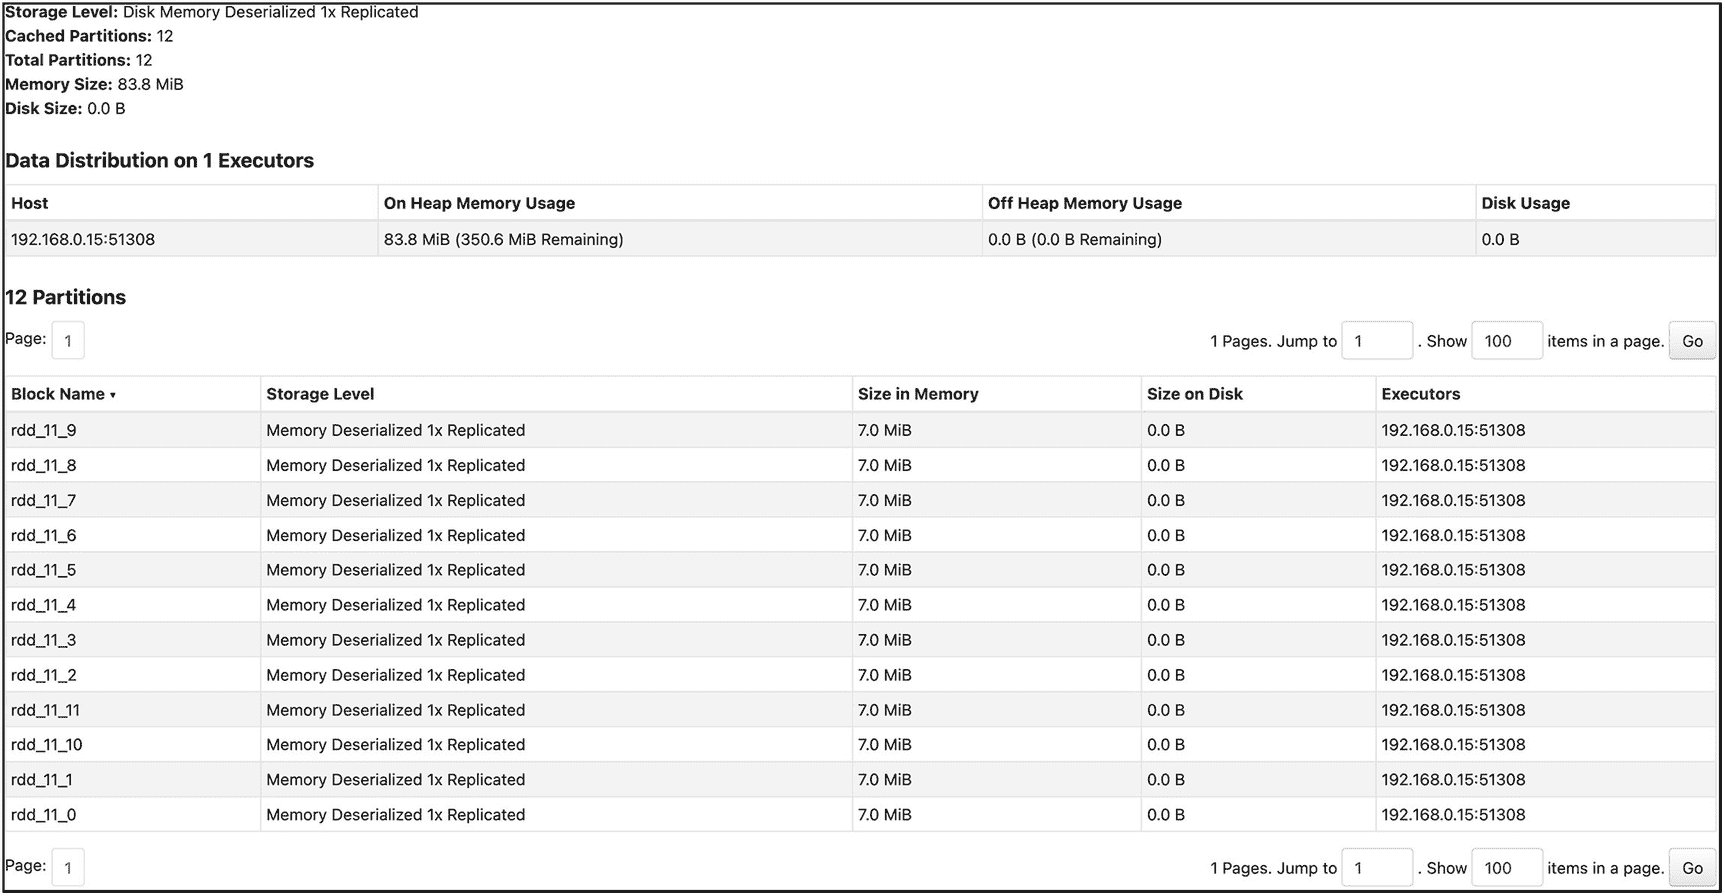 Storage Level: Disk Memory Deserialized 1x Replicated
Cached Partitions: 12
Total Partitions: 12
Memory Size: 83.8 MiB
Disk Size: 0.0 B
Data Distribution on 1 Executors
Host On Heap Memory Usage Off Heap Memory Usage Disk Usage
192.168.0.15:51308 83.8 MiB (350.6 MiB Remaining) 0.0 B (0.0 B Remaining) 0.0 B
12 Partitions
Page: 1 1 Pages. Jump to 1 . Show 100 items in a page. Go
Block Name ▾ Storage Level Size in Memory Size on Disk Executors
rdd_11_9 Memory Deserialized 1x Replicated 7.0 MiB 0.0 B 192.168.0.15:51308
rdd_11_8 Memory Deserialized 1x Replicated 7.0 MiB 0.0 B 192.168.0.15:51308
rdd_11_7 Memory Deserialized 1x Replicated 7.0 MiB 0.0 B 192.168.0.15:51308
rdd_11_6 Memory Deserialized 1x Replicated 7.0 MiB 0.0 B 192.168.0.15:51308
rdd_11_5 Memory Deserialized 1x Replicated 7.0 MiB 0.0 B 192.168.0.15:51308
rdd_11_4 Memory Deserialized 1x Replicated 7.0 MiB 0.0 B 192.168.0.15:51308
rdd_11_3 Memory Deserialized 1x Replicated 7.0 MiB 0.0 B 192.168.0.15:51308
rdd_11_2 Memory Deserialized 1x Replicated 7.0 MiB 0.0 B 192.168.0.15:51308
rdd_11_11 Memory Deserialized 1x Replicated 7.0 MiB 0.0 B 192.168.0.15:51308
rdd_11_10 Memory Deserialized 1x Replicated 7.0 MiB 0.0 B 192.168.0.15:51308
rdd_11_1 Memory Deserialized 1x Replicated 7.0 MiB 0.0 B 192.168.0.15:51308
rdd_11_0 Memory Deserialized 1x Replicated 7.0 MiB 0.0 B 192.168.0.15:51308
Page: 1 1 Pages. Jump to 1 . Show 100 items in a page. Go